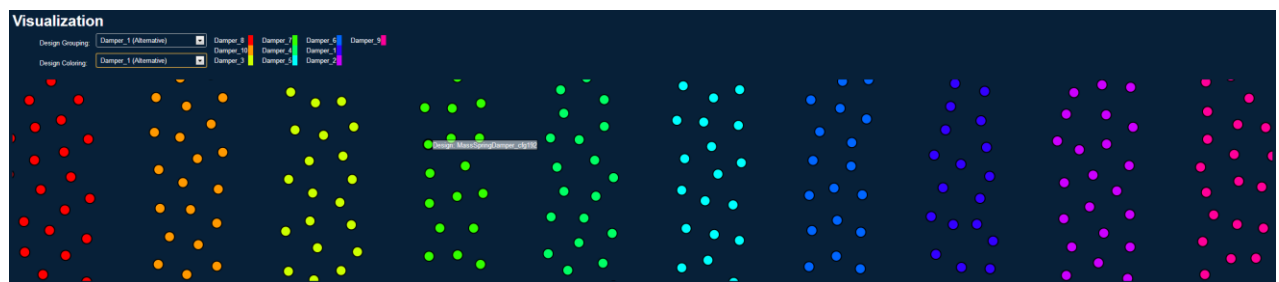 Visualization
Design Grouping: Damper_1 (Alternative) Damper_8 Damper_7 Damper_6 Damper_9
Damper_10 Damper_4 Damper_1
Design Coloring: Damper_1 (Alternative) Damper_3 Damper_5 Damper_2
Design: MassSpringDamper_cfg192